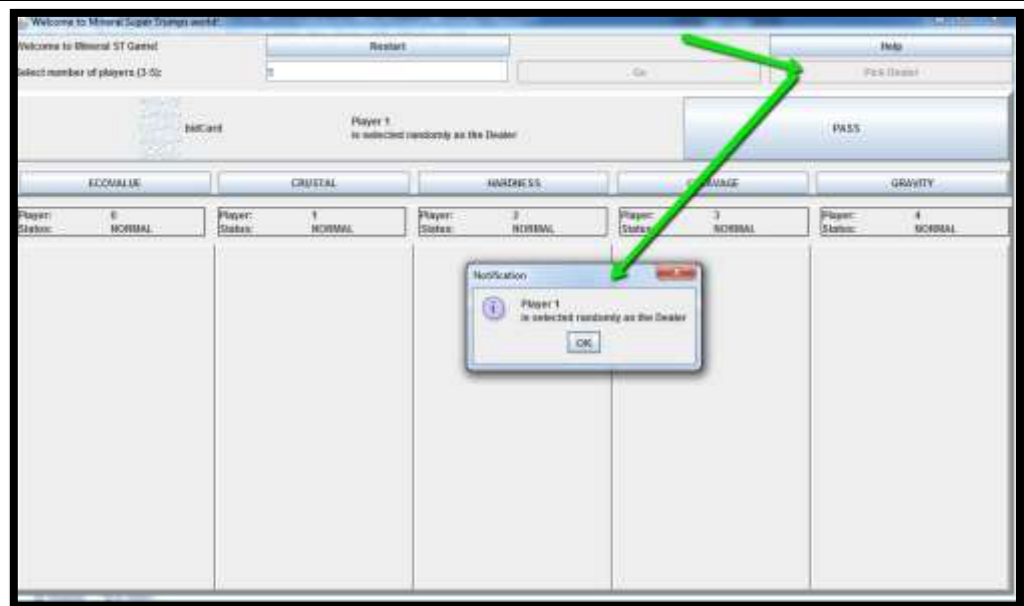 Welcome to Mineral Super Trumps world!
Welcome to Mineral ST Game! Restart Help
Select number of players (3-5): 5 Go Pick Dealer
bidCard Player 1 PASS
is selected randomly as the Dealer
ECOVALUE CRUSTAL HARDNESS GRAVITY
Player: 0 Player: 1 Player: 2 Player: 3 Player: 4
Status: NORMAL Status: NORMAL Status: NORMAL Status: NORMAL Status: NORMAL
Notification
Player 1
is selected randomly as the Dealer
OK